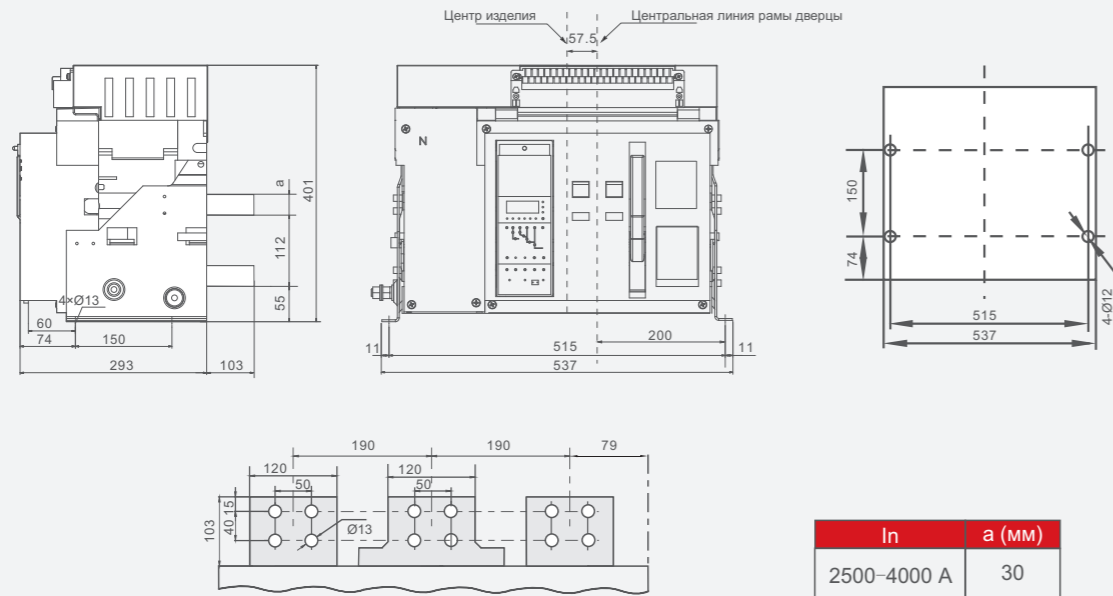 Центр изделия
Центральная линия рамы дверцы
57.5
N
a
401
112
55
4ר13
60
74
150
293
103
200
11
515
11
537
150
74
4-Ø12
515
537
190
190
79
120
120
50
50
15
40
103
Ø13
In
a (мм)
2500-4000 A
30